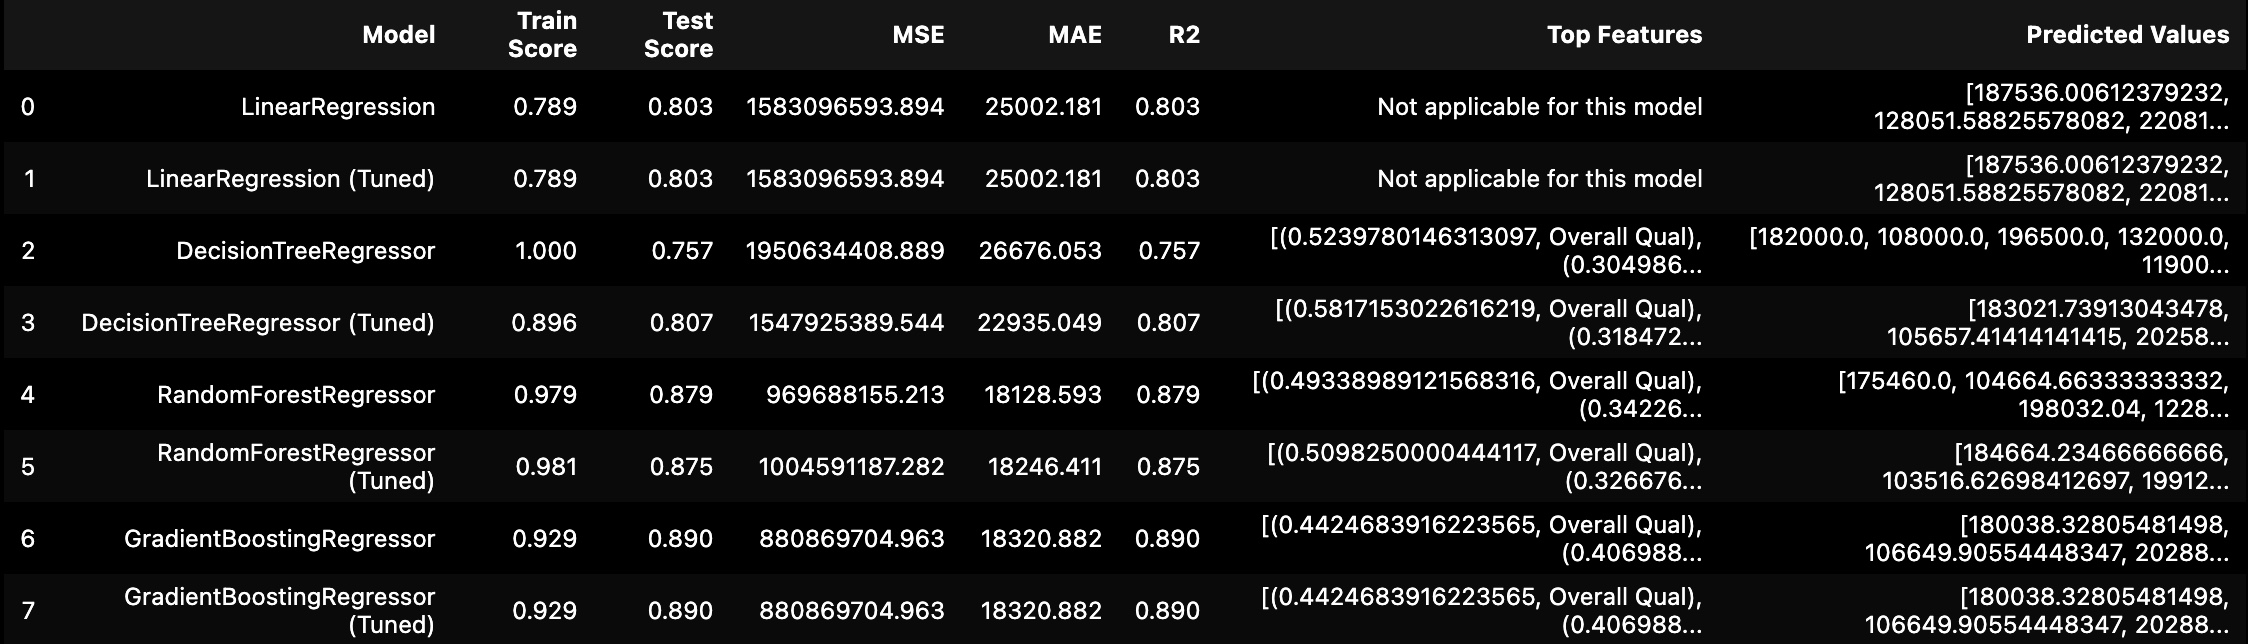 Model Train Score Test Score MSE MAE R2 Top Features Predicted Values
0 LinearRegression 0.789 0.803 1583096593.894 25002.181 0.803 Not applicable for this model [187536.00612379232,
128051.58825578082, 22081...
1 LinearRegression (Tuned) 0.789 0.803 1583096593.894 25002.181 0.803 Not applicable for this model [187536.00612379232,
128051.58825578082, 22081...
2 DecisionTreeRegressor 1.000 0.757 1950634408.889 26676.053 0.757 [(0.5239780146313097, Overall Qual), [182000.0, 108000.0, 196500.0, 132000.0,
(0.304986... 11900...
3 DecisionTreeRegressor (Tuned) 0.896 0.807 1547925389.544 22935.049 0.807 [(0.5817153022616219, Overall Qual), [183021.73913043478,
(0.318472... 105657.41414141415, 20258...
4 RandomForestRegressor 0.979 0.879 969688155.213 18128.593 0.879 [(0.49338989121568316, Overall Qual), [175460.0, 104664.66333333332,
(0.34226... 198032.04, 1228...
5 RandomForestRegressor (Tuned) 0.981 0.875 1004591187.282 18246.411 0.875 [(0.5098250000444117, Overall Qual), [184664.23466666666,
(0.326676... 103516.62698412697, 19912...
6 GradientBoostingRegressor 0.929 0.890 880869704.963 18320.882 0.890 [(0.4424683916223565, Overall Qual), [180038.32805481498,
(0.406988... 106649.90554448347, 20288...
7 GradientBoostingRegressor (Tuned) 0.929 0.890 880869704.963 18320.882 0.890 [(0.4424683916223565, Overall Qual), [180038.32805481498,
(0.406988... 106649.90554448347, 20288...